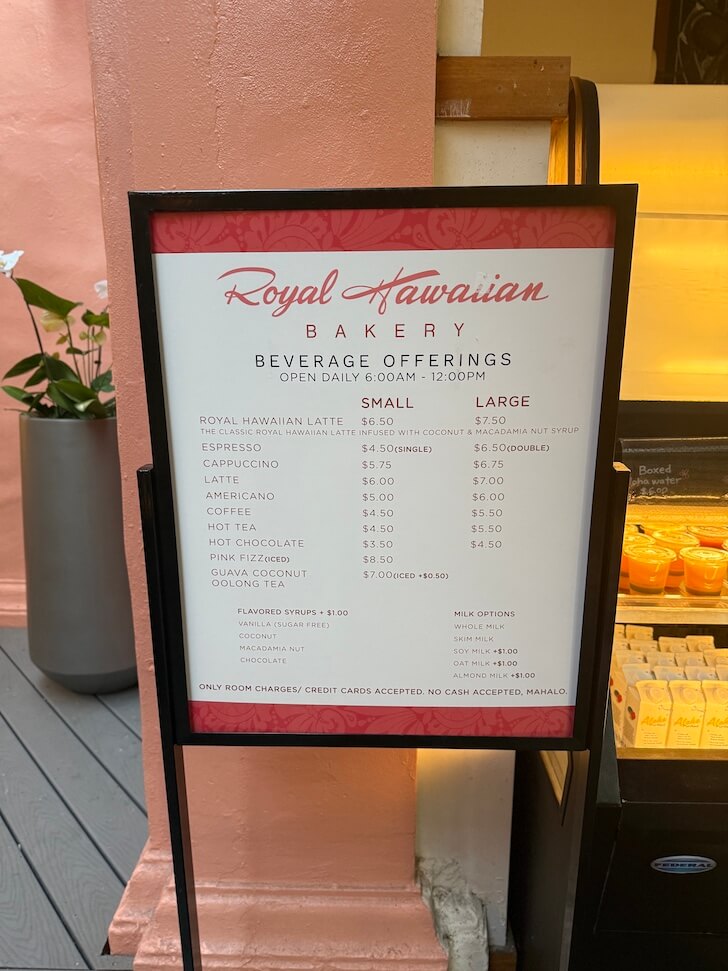 Royal Hawaiian
BAKERY
BEVERAGE OFFERINGS
OPEN DAILY 6:00AM - 12:00PM
SMALL LARGE
ROYAL HAWAIIAN LATTE $6.50 $7.50
THE CLASSIC ROYAL HAWAIIAN LATTE INFUSED WITH COCONUT & MACADAMIA NUT SYRUP
ESPRESSO $4.50(SINGLE) $6.50(DOUBLE)
CAPPUCCINO $5.75 $6.75
LATTE $6.00 $7.00
AMERICANO $5.00 $6.00
COFFEE $4.50 $5.50
HOT TEA $4.50 $5.50
HOT CHOCOLATE $3.50 $4.50
PINK FIZZ(ICED) $8.50
GUAVA COCONUT $7.00(ICED +$0.50)
OOLONG TEA
FLAVORED SYRUPS + $1.00
VANILLA (SUGAR FREE)
COCONUT
MACADAMIA NUT
CHOCOLATE
MILK OPTIONS
WHOLE MILK
SKIM MILK
SOY MILK +$1.00
OAT MILK +$1.00
ALMOND MILK +$1.00
ONLY ROOM CHARGES/ CREDIT CARDS ACCEPTED. NO CASH ACCEPTED, MAHALO.
Boxed
water
FEDERAL